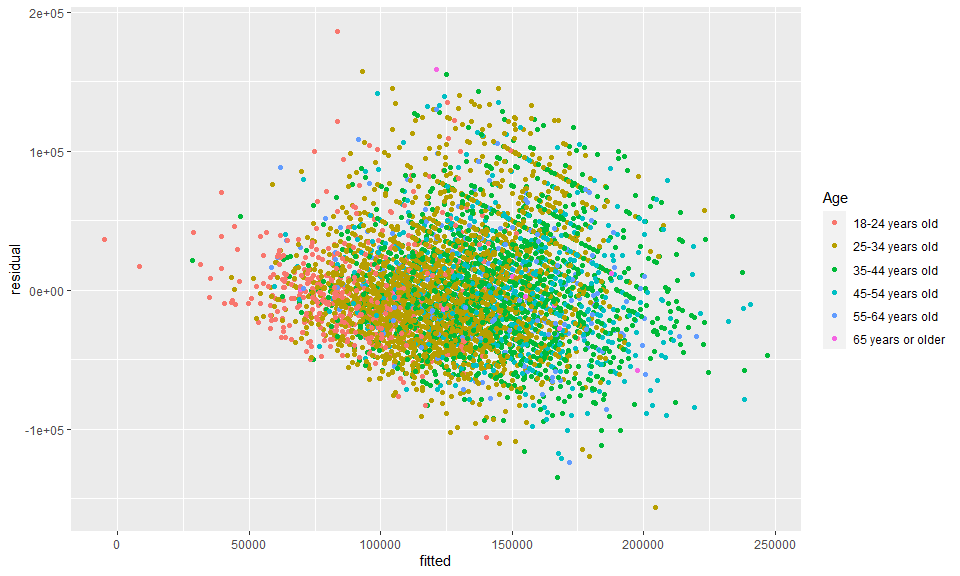 2e+05
1e+05
0e+00
-1e+05
residual
0
50000
100000
150000
200000
250000
fitted
Age
18-24 years old
25-34 years old
35-44 years old
45-54 years old
55-64 years old
65 years or older